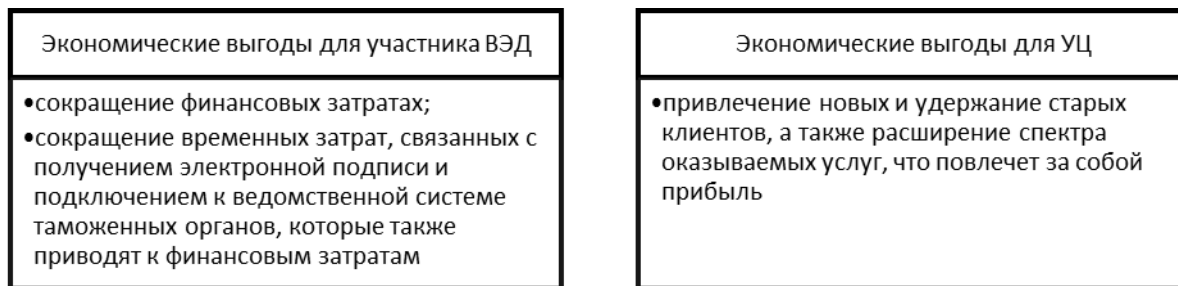 Экономические выгоды для участника ВЭД
•сокращение финансовых затратах;
•сокращение временных затрат, связанных с
получением электронной подписи и
подключением к ведомственной системе
таможенных органов, которые также
приводят к финансовым затратам
Экономические выгоды для УЦ
•привлечение новых и удержание старых
клиентов, а также расширение спектра
оказываемых услуг, что повлечет за собой
прибыль